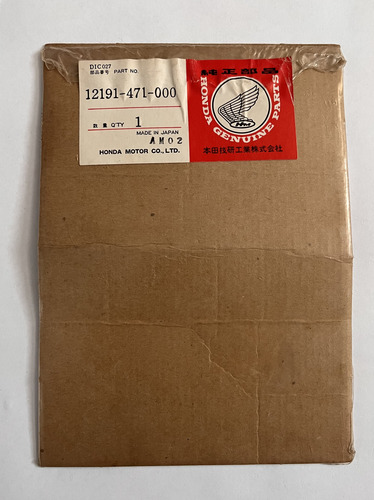 DIC027
部品番号 PART NO.
12191-471-000
数量 Q'TY 1
MADE IN JAPAN
AM02
HONDA MOTOR CO., LTD.
純正部品
HONDA GENUINE PARTS
本田技研工業株式会社